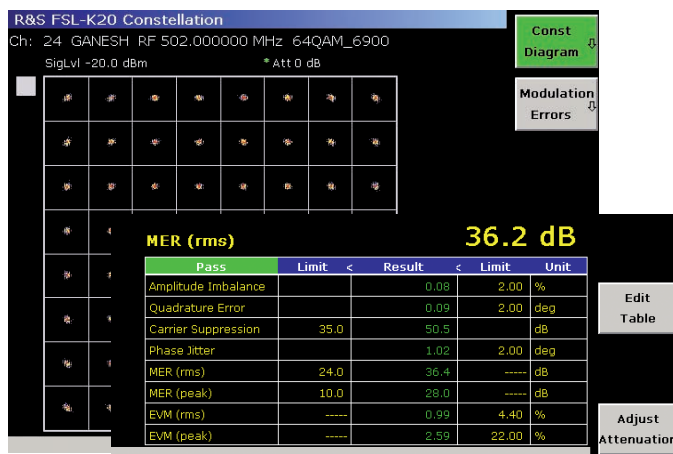 R&S FSL-K20 Constellation
Ch: 24 GANESH RF 502.000000 MHz 64QAM_6900
SigLvl -20.0 dBm * Att 0 dB
Const
Diagram
Modulation
Errors
MER (rms) 36.2 dB
Pass Limit < Result < Limit Unit
Amplitude Imbalance 0.08 2.00 %
Quadrature Error 0.09 2.00 deg
Carrier Suppression 35.0 50.5 dB
Phase Jitter 1.02 2.00 deg
MER (rms) 24.0 36.4 ----- dB
MER (peak) 10.0 28.0 ----- dB
EVM (rms) ----- 0.99 4.40 %
EVM (peak) ----- 2.59 22.00 %
Edit
Table
Adjust
Attenuation